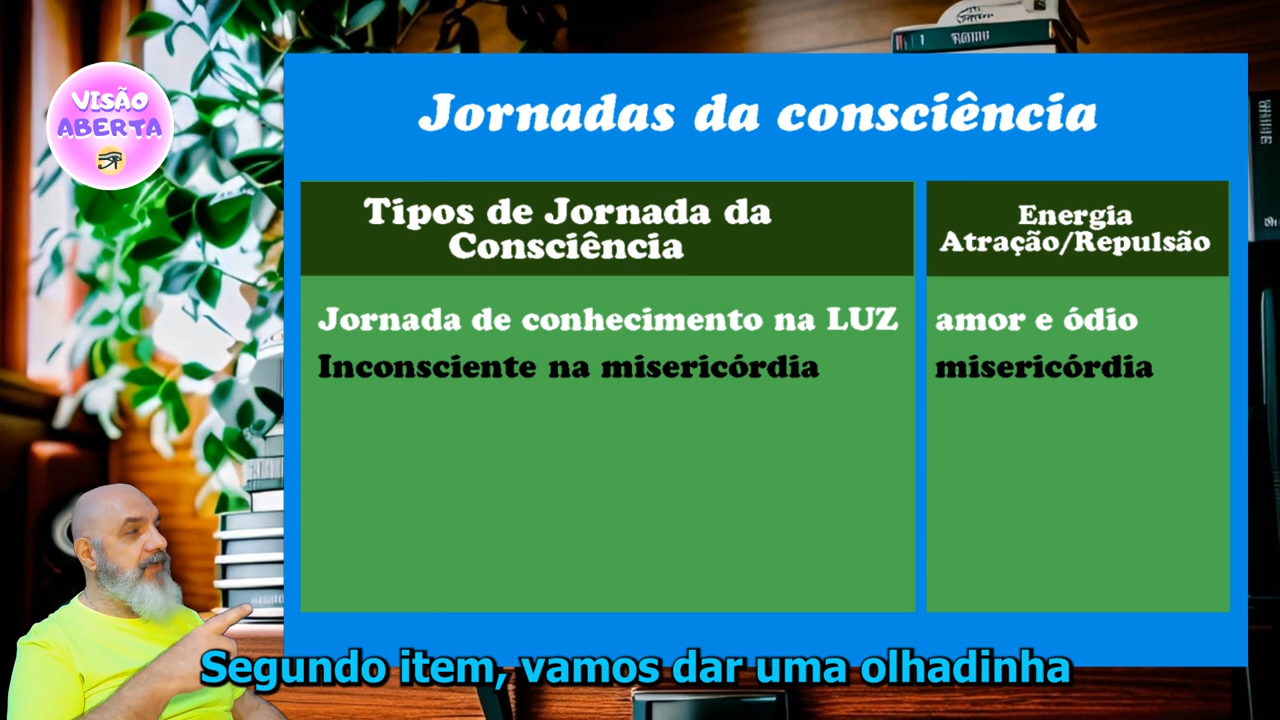 VISÃO
ABERTA
Jornadas da consciência
Tipos de Jornada da
Consciência
Energia
Atração/Repulsão
Jornada de conhecimento na LUZ
amor e ódio
Inconsciente na misericórdia
misericórdia
Segundo item, vamos dar uma olhadinha